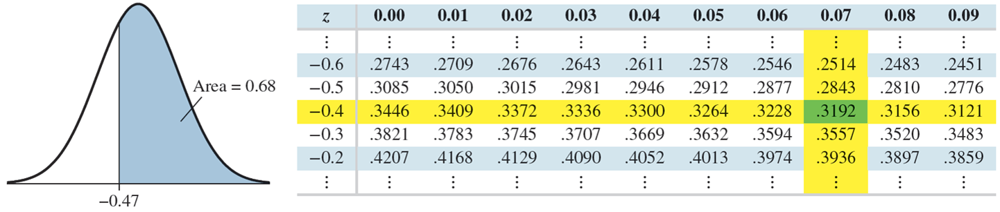 Area = 0.68
−0.47
z 0.00 0.01 0.02 0.03 0.04 0.05 0.06 0.07 0.08 0.09
⋮ ⋮ ⋮ ⋮ ⋮ ⋮ ⋮ ⋮ ⋮ ⋮ ⋮
−0.6 .2743 .2709 .2676 .2643 .2611 .2578 .2546 .2514 .2483 .2451
−0.5 .3085 .3050 .3015 .2981 .2946 .2912 .2877 .2843 .2810 .2776
−0.4 .3446 .3409 .3372 .3336 .3300 .3264 .3228 .3192 .3156 .3121
−0.3 .3821 .3783 .3745 .3707 .3669 .3632 .3594 .3557 .3520 .3483
−0.2 .4207 .4168 .4129 .4090 .4052 .4013 .3974 .3936 .3897 .3859
⋮ ⋮ ⋮ ⋮ ⋮ ⋮ ⋮ ⋮ ⋮ ⋮ ⋮